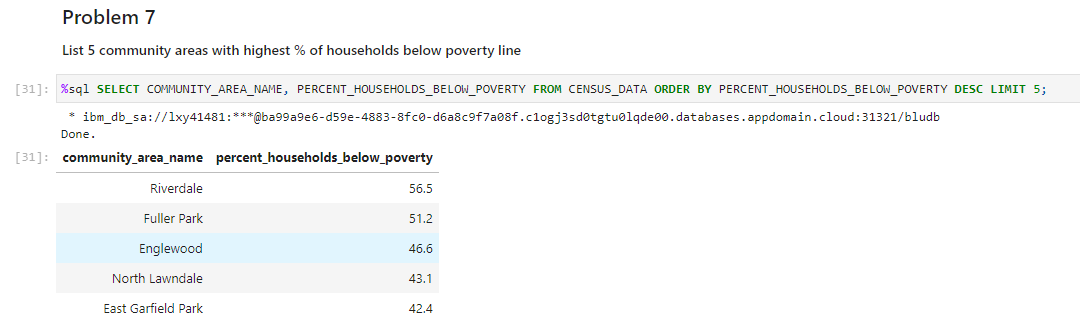 Problem 7
List 5 community areas with highest % of households below poverty line
[31]: %sql SELECT COMMUNITY_AREA_NAME, PERCENT_HOUSEHOLDS_BELOW_POVERTY FROM CENSUS_DATA ORDER BY PERCENT_HOUSEHOLDS_BELOW_POVERTY DESC LIMIT 5;
* ibm_db_sa://lxy41481:***@ba99a9e6-d59e-4883-8fc0-d6a8c9f7a08f.c1ogj3sd0tgtu0lqde00.databases.appdomain.cloud:31321/bludb
Done.
[31]: community_area_name percent_households_below_poverty
Riverdale 56.5
Fuller Park 51.2
Englewood 46.6
North Lawndale 43.1
East Garfield Park 42.4